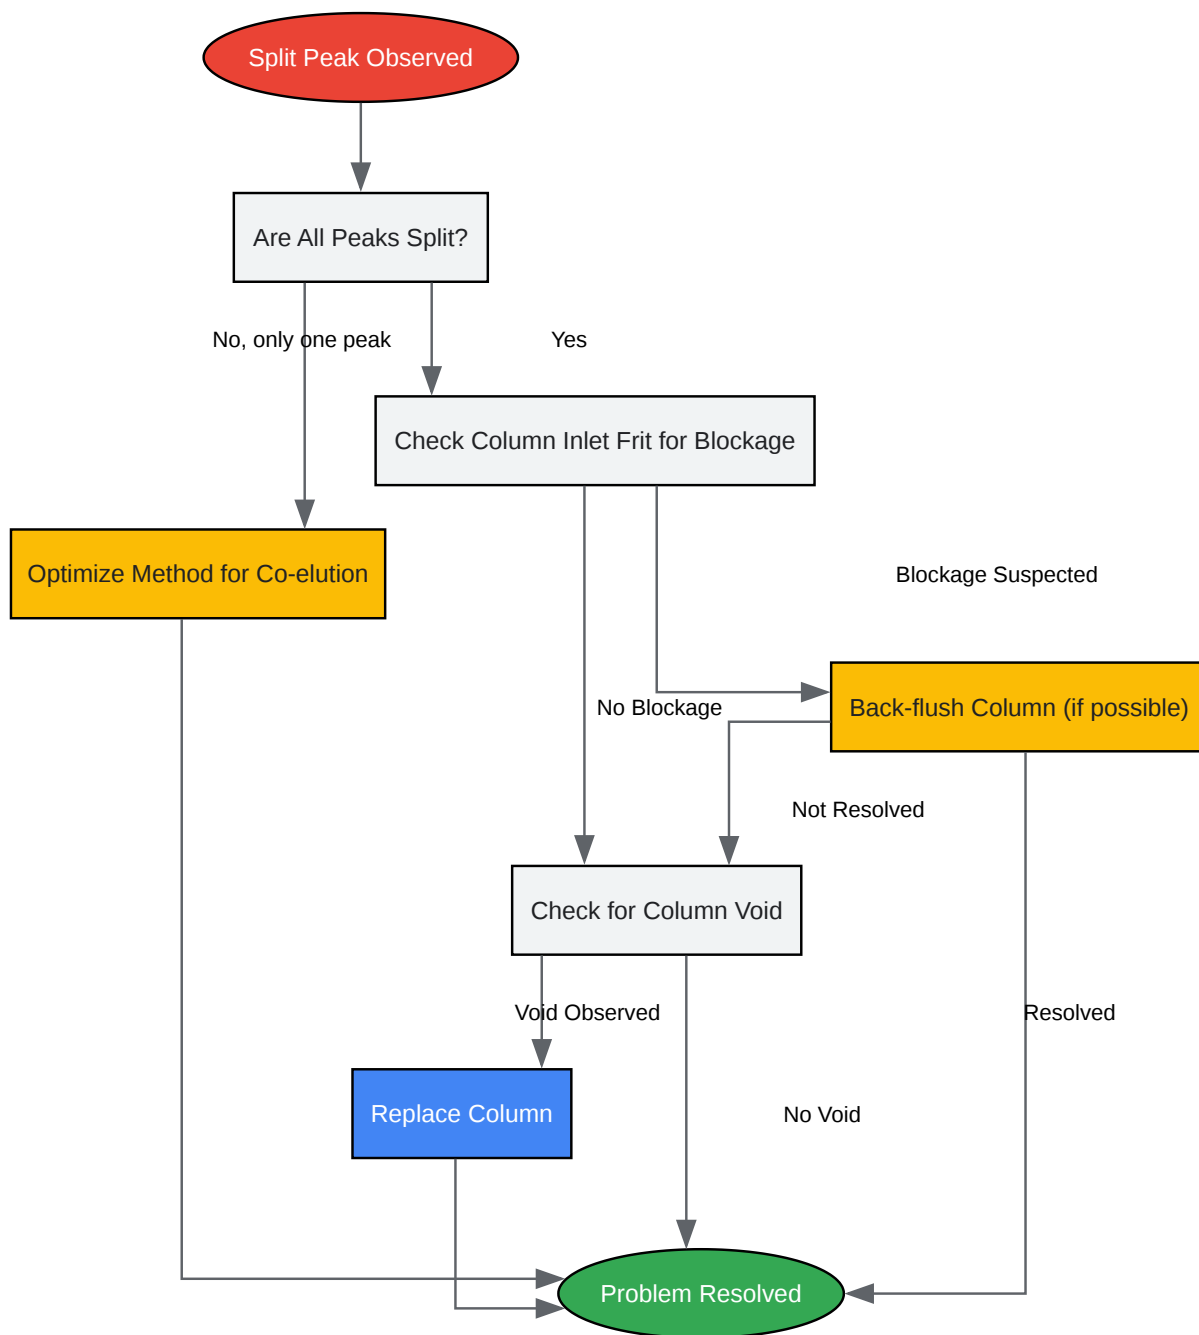 Split Peak Observed
Are All Peaks Split?
No, only one peak
Yes
Check Column Inlet Frit for Blockage
Optimize Method for Co-elution
Blockage Suspected
No Blockage
Back-flush Column (if possible)
Not Resolved
Check for Column Void
Void Observed
Resolved
Replace Column
No Void
Problem Resolved